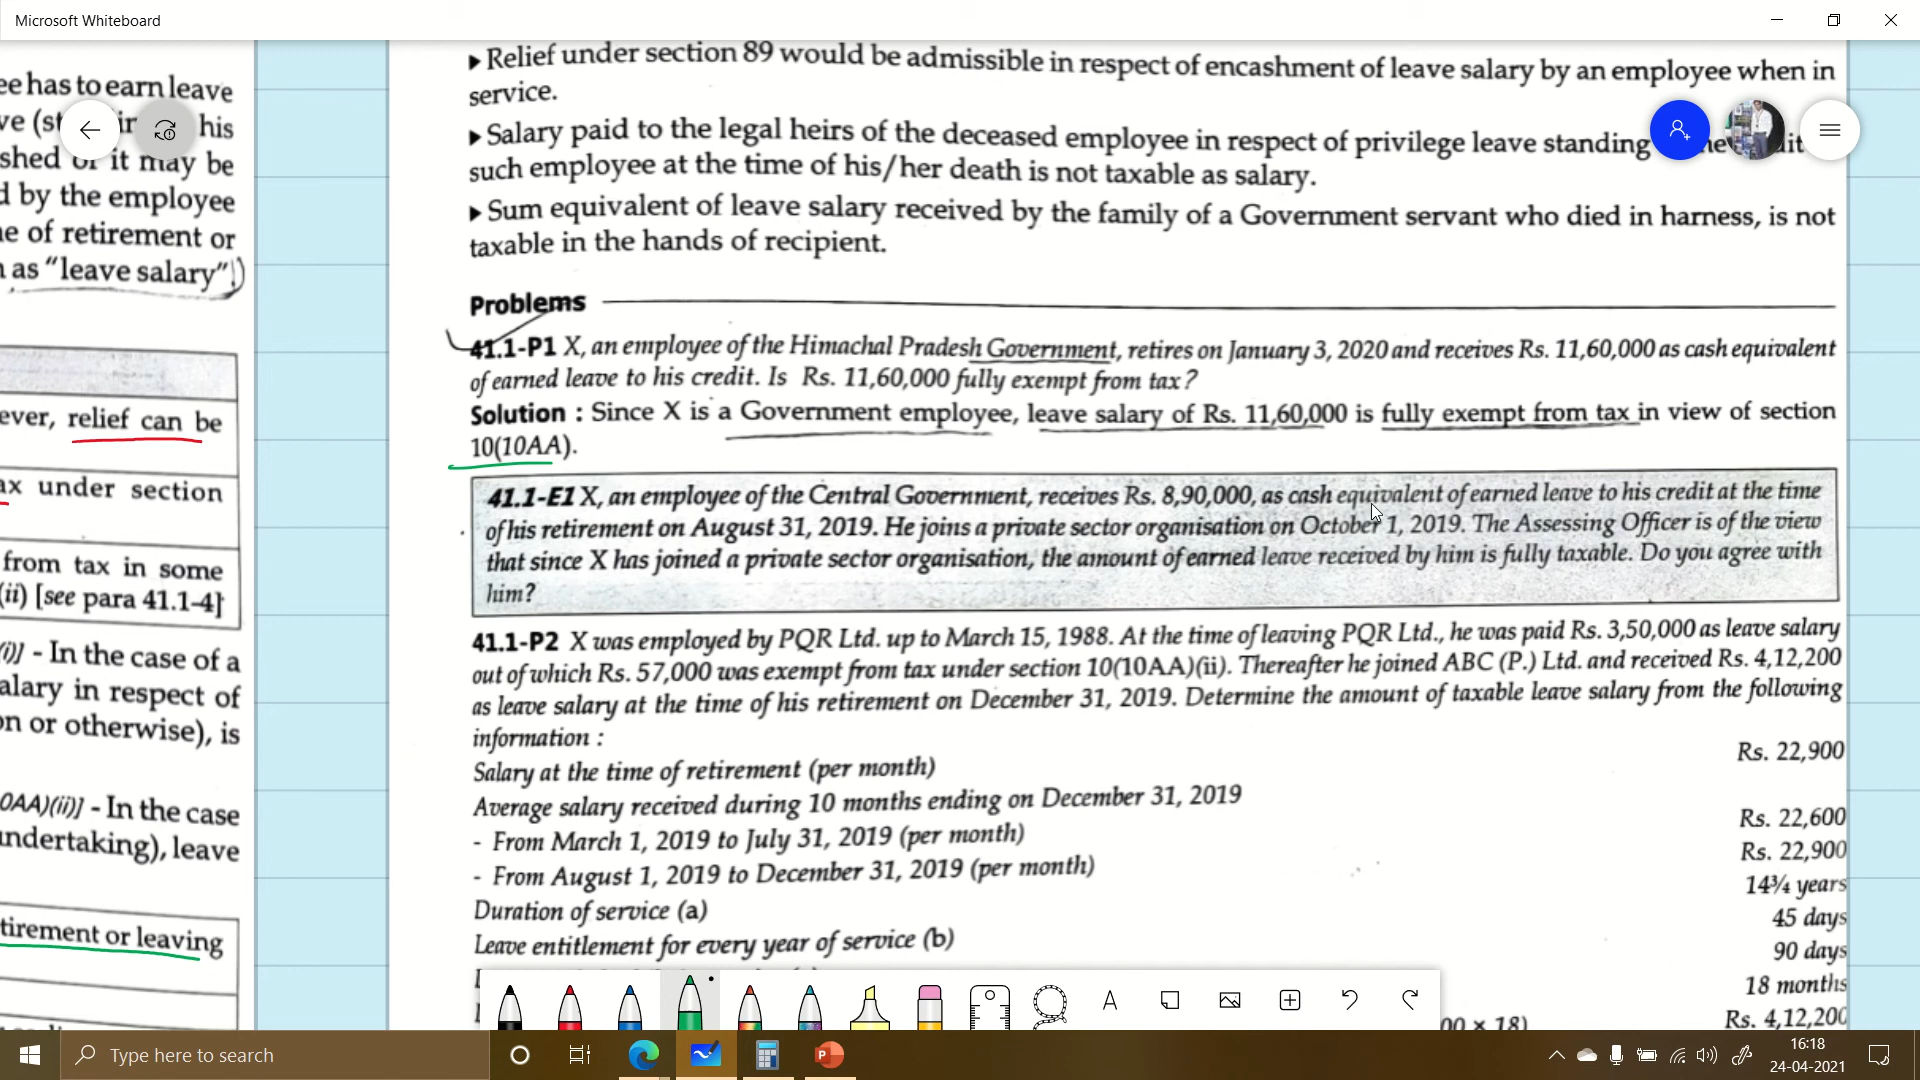 Microsoft Whiteboard
ee has to earn leave
his
it may be
d by the employee
ne of retirement or
as "leave salary")
ever, relief can be
ax under section
from tax in some
(ii) [see para 41.1-4]
(i)] - In the case of a
alary in respect of
on or otherwise), is
0AA)(ii)] - In the case
undertaking), leave
tirement or leaving
▸ Relief under section 89 would be admissible in respect of encashment of leave salary by an employee when in
service.
▸ Salary paid to the legal heirs of the deceased employee in respect of privilege leave standing
such employee at the time of his/her death is not taxable as salary.
▸ Sum equivalent of leave salary received by the family of a Government servant who died in harness, is not
taxable in the hands of recipient.
Problems
41.1-P1 X, an employee of the Himachal Pradesh Government, retires on January 3, 2020 and receives Rs. 11,60,000 as cash equivalent
of earned leave to his credit. Is Rs. 11,60,000 fully exempt from tax?
Solution : Since X is a Government employee, leave salary of Rs. 11,60,000 is fully exempt from tax in view of section
10(10AA).
41.1-E1 X, an employee of the Central Government, receives Rs. 8,90,000, as cash equivalent of earned leave to his credit at the time
of his retirement on August 31, 2019. He joins a private sector organisation on October 1, 2019. The Assessing Officer is of the view
that since X has joined a private sector organisation, the amount of earned leave received by him is fully taxable. Do you agree with
him?
41.1-P2 X was employed by PQR Ltd. up to March 15, 1988. At the time of leaving PQR Ltd., he was paid Rs. 3,50,000 as leave salary
out of which Rs. 57,000 was exempt from tax under section 10(10AA)(ii). Thereafter he joined ABC (P.) Ltd. and received Rs. 4,12,200
as leave salary at the time of his retirement on December 31, 2019. Determine the amount of taxable leave salary from the following
information :
Salary at the time of retirement (per month) Rs. 22,900
Average salary received during 10 months ending on December 31, 2019
- From March 1, 2019 to July 31, 2019 (per month) Rs. 22,600
- From August 1, 2019 to December 31, 2019 (per month) Rs. 22,900
Duration of service (a) 14¾ years
Leave entitlement for every year of service (b) 45 days
90 days
18 months
00 × 18) Rs. 4,12,200
Type here to search
16:18
24-04-2021